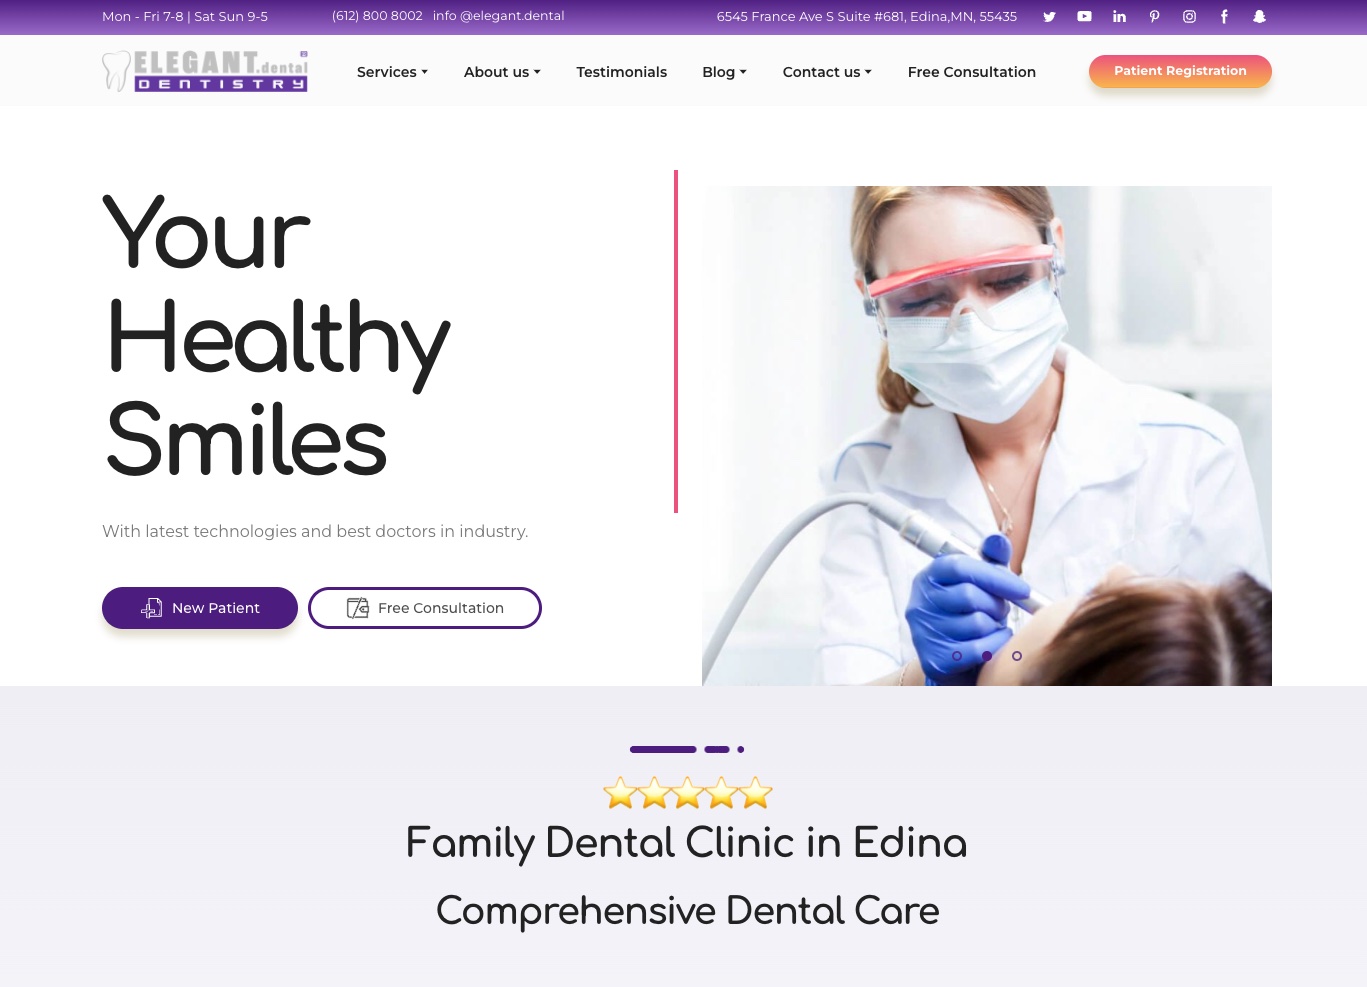 Mon - Fri 7-8 | Sat Sun 9-5
(612) 800 8002 info @elegant.dental
6545 France Ave S Suite #681, Edina,MN, 55435
ELEGANT.dental
DENTISTRY
Services
About us
Testimonials
Blog
Contact us
Free Consultation
Patient Registration
Your
Healthy
Smiles
With latest technologies and best doctors in industry.
New Patient
Free Consultation
Family Dental Clinic in Edina
Comprehensive Dental Care